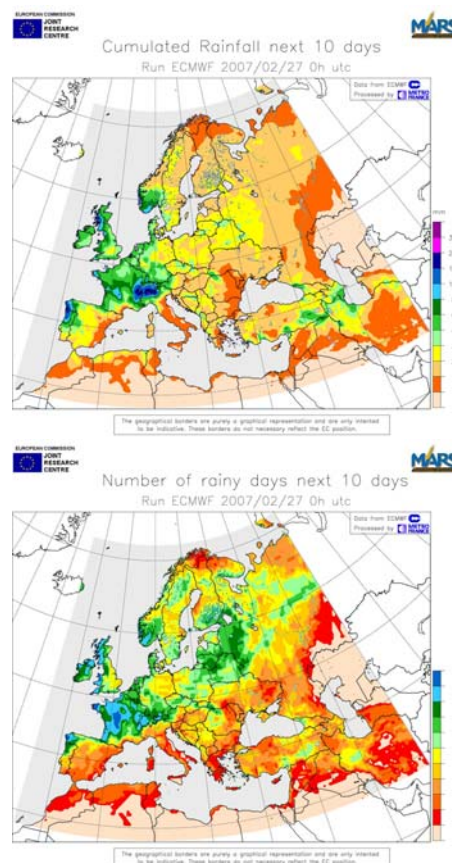 EUROPEAN COMMISSION
JOINT
RESEARCH
CENTRE
MARS
Cumulated Rainfall next 10 days
Run ECMWF 2007/02/27 0h utc
Data from ECMWF
Processed by METEO FRANCE
mm
The geographical borders are purely a graphical representation and are only intented
to be indicative. These borders do not necessary reflect the EC position.
EUROPEAN COMMISSION
JOINT
RESEARCH
CENTRE
MARS
Number of rainy days next 10 days
Run ECMWF 2007/02/27 0h utc
Data from ECMWF
Processed by METEO FRANCE
The geographical borders are purely a graphical representation and are only intented
to be indicative. These borders do not necessary reflect the EC position.